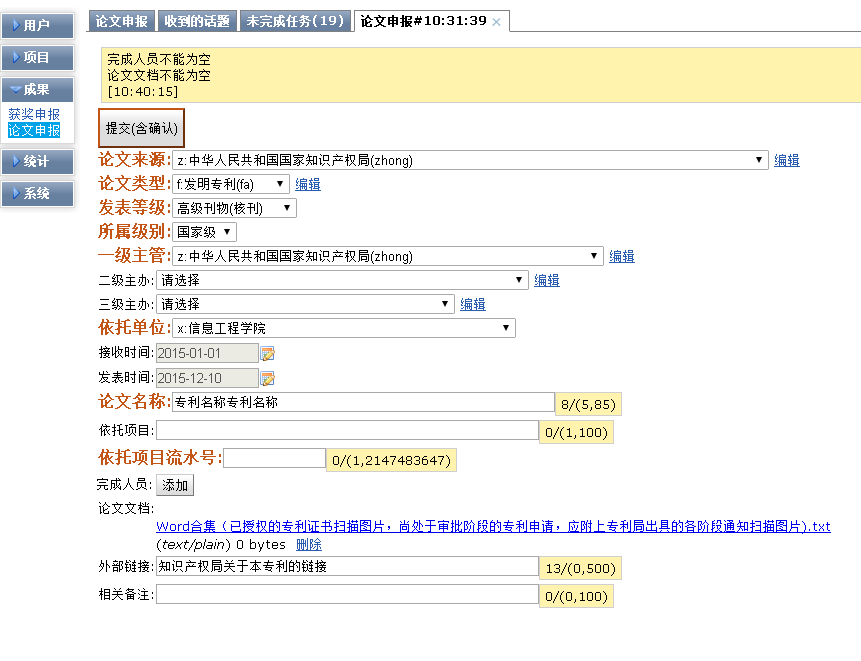 用户
项目
成果
获奖申报
论文申报
统计
系统
论文申报 收到的话题 未完成任务(19) 论文申报#10:31:39 ×
完成人员不能为空
论文文档不能为空
[10:40:15]
提交(含确认)
论文来源: z:中华人民共和国国家知识产权局(zhong) 编辑
论文类型: f:发明专利(fa) 编辑
发表等级: 高级刊物(核刊)
所属级别: 国家级
一级主管: z:中华人民共和国国家知识产权局(zhong) 编辑
二级主办: 请选择 编辑
三级主办: 请选择 编辑
依托单位: x:信息工程学院
接收时间: 2015-01-01
发表时间: 2015-12-10
论文名称: 专利名称专利名称 8/(5,85)
依托项目: 0/(1,100)
依托项目流水号: 0/(1,2147483647)
完成人员: 添加
论文文档:
Word合集（已授权的专利证书扫描图片，尚处于审批阶段的专利申请，应附上专利局出具的各阶段通知扫描图片).txt
(text/plain) 0 bytes 删除
外部链接: 知识产权局关于本专利的链接 13/(0,500)
相关备注: 0/(0,100)